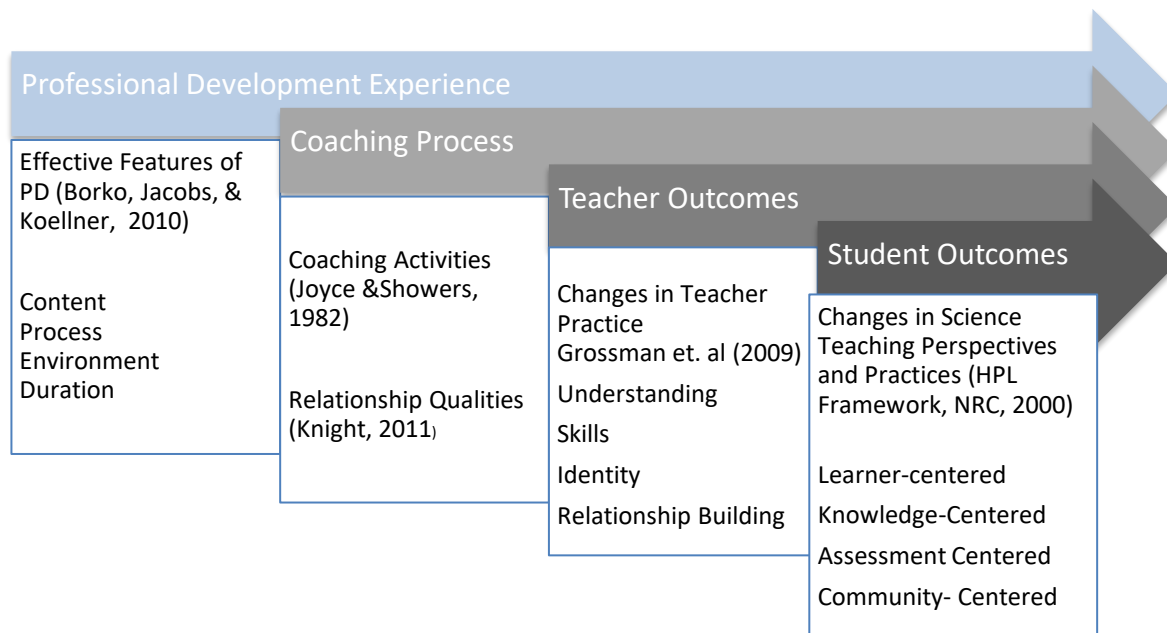 Professional Development Experience
Effective Features of
PD (Borko, Jacobs, &
Koellner, 2010)
Content
Process
Environment
Duration
Coaching Process
Coaching Activities
(Joyce &Showers,
1982)
Relationship Qualities
(Knight, 2011)
Teacher Outcomes
Changes in Teacher
Practice
Grossman et. al (2009)
Understanding
Skills
Identity
Relationship Building
Student Outcomes
Changes in Science
Teaching Perspectives
and Practices (HPL
Framework, NRC, 2000)
Learner-centered
Knowledge-Centered
Assessment Centered
Community- Centered